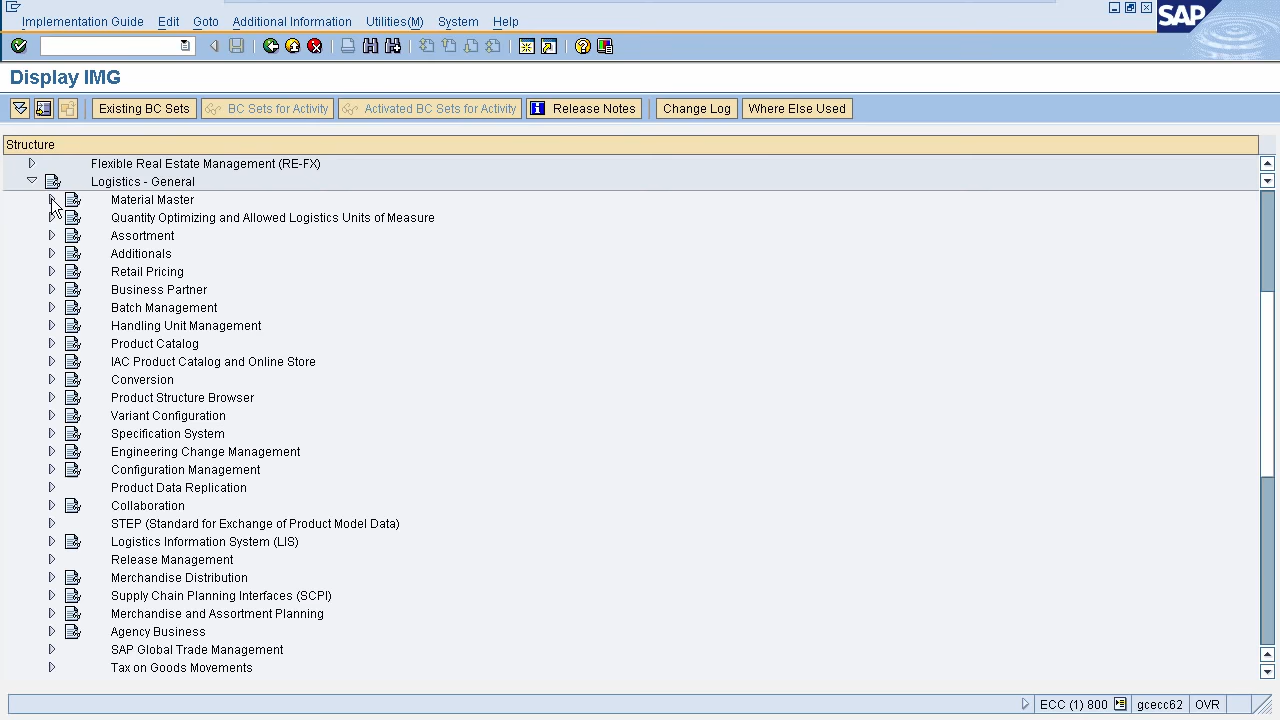 Implementation Guide Edit Goto Additional Information Utilities(M) System Help
SAP
Display IMG
Existing BC Sets BC Sets for Activity Activated BC Sets for Activity Release Notes Change Log Where Else Used
Structure
Flexible Real Estate Management (RE-FX)
Logistics - General
Material Master
Quantity Optimizing and Allowed Logistics Units of Measure
Assortment
Additionals
Retail Pricing
Business Partner
Batch Management
Handling Unit Management
Product Catalog
IAC Product Catalog and Online Store
Conversion
Product Structure Browser
Variant Configuration
Specification System
Engineering Change Management
Configuration Management
Product Data Replication
Collaboration
STEP (Standard for Exchange of Product Model Data)
Logistics Information System (LIS)
Release Management
Merchandise Distribution
Supply Chain Planning Interfaces (SCPI)
Merchandise and Assortment Planning
Agency Business
SAP Global Trade Management
Tax on Goods Movements
ECC (1) 800 gcecc62 OVR